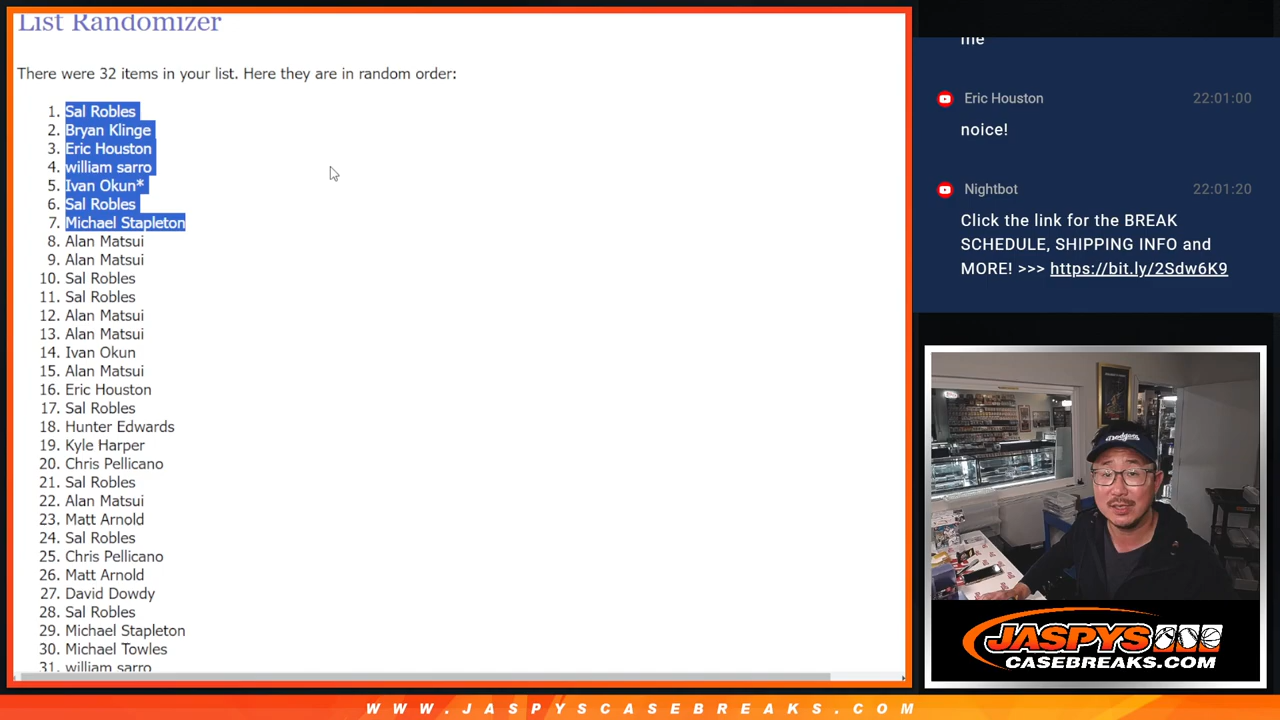 List Randomizer
There were 32 items in your list. Here they are in random order:
1. Sal Robles
2. Bryan Klinge
3. Eric Houston
4. william sarro
5. Ivan Okun*
6. Sal Robles
7. Michael Stapleton
8. Alan Matsui
9. Alan Matsui
10. Sal Robles
11. Sal Robles
12. Alan Matsui
13. Alan Matsui
14. Ivan Okun
15. Alan Matsui
16. Eric Houston
17. Sal Robles
18. Hunter Edwards
19. Kyle Harper
20. Chris Pellicano
21. Sal Robles
22. Alan Matsui
23. Matt Arnold
24. Sal Robles
25. Chris Pellicano
26. Matt Arnold
27. David Dowdy
28. Sal Robles
29. Michael Stapleton
30. Michael Towles
31. william sarro
me
Eric Houston 22:01:00
noice!
Nightbot 22:01:20
Click the link for the BREAK
SCHEDULE, SHIPPING INFO and
MORE! >>> https://bit.ly/2Sdw6K9
Dodgers
JASPYS
CASEBREAKS.COM
WWW.JASPYSCASEBREAKS.COM